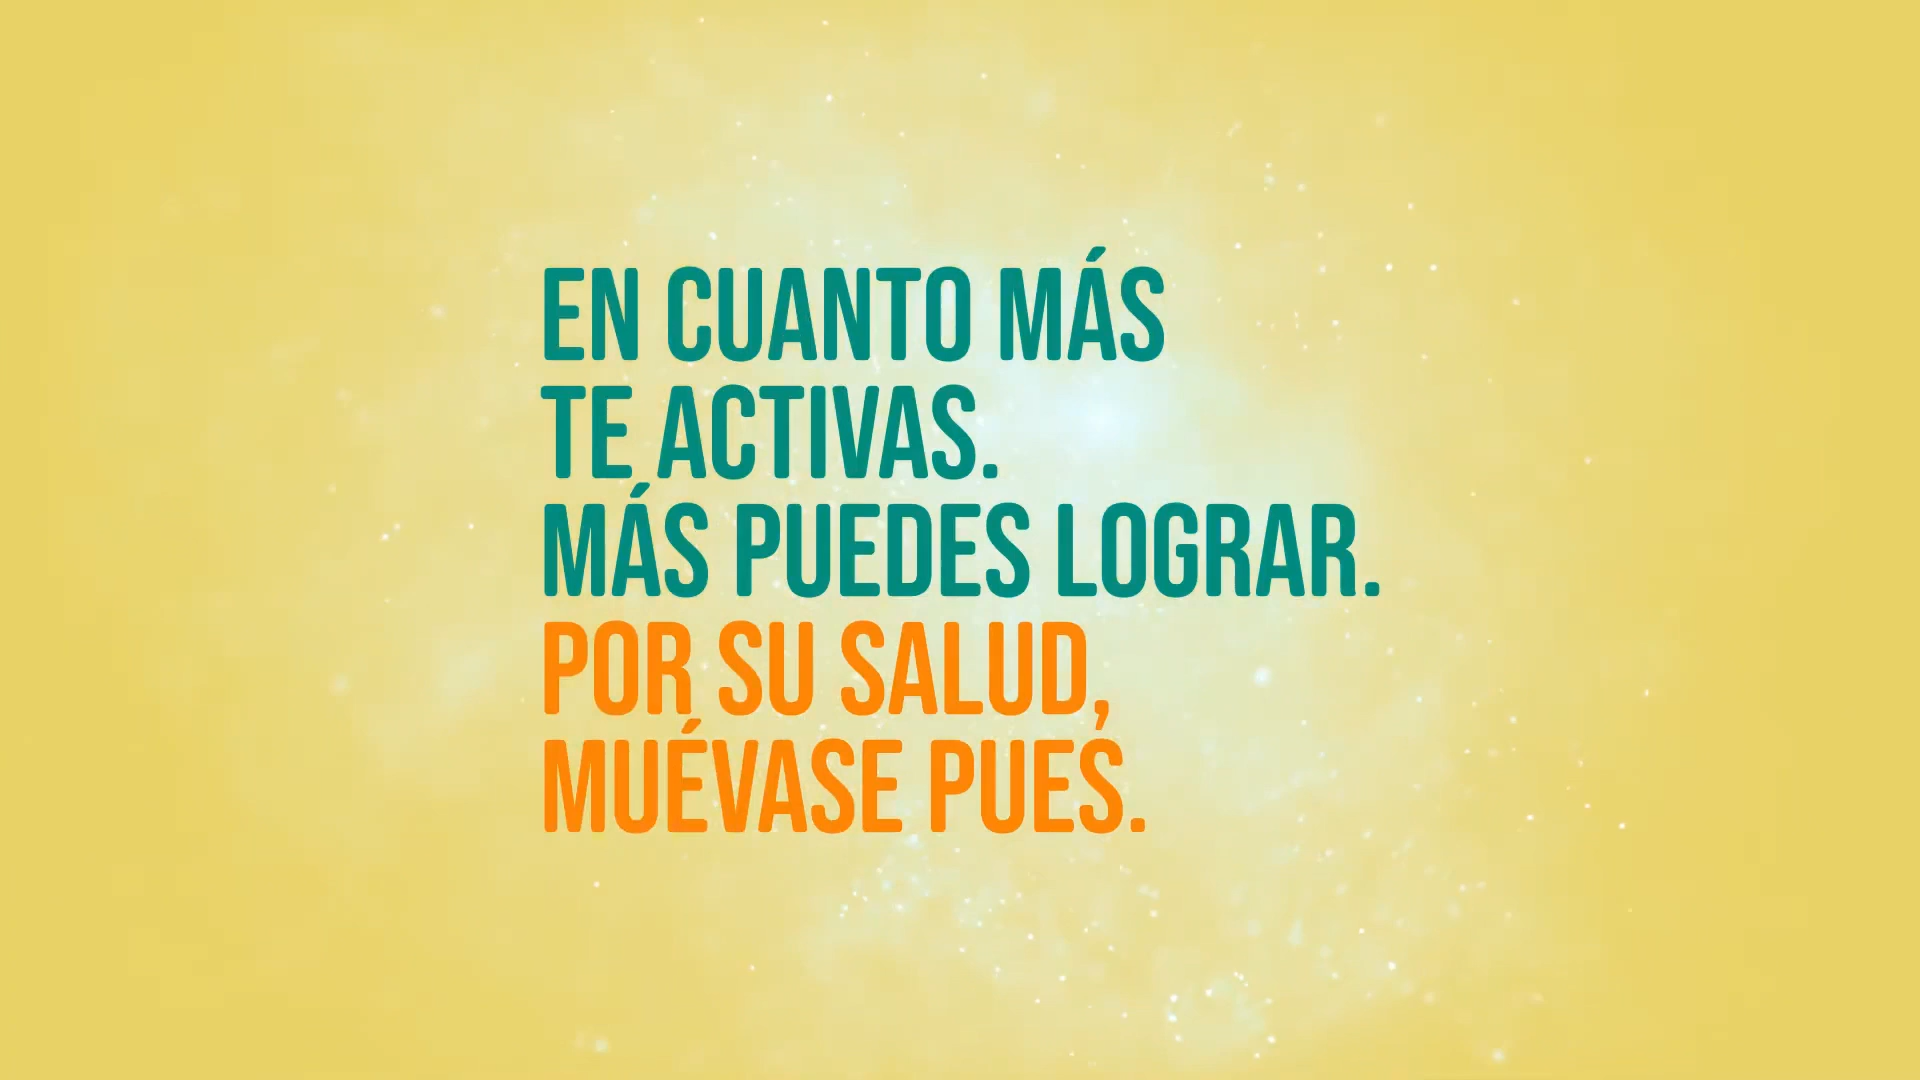 EN CUANTO MÁS
TE ACTIVAS.
MÁS PUEDES LOGRAR.
POR SU SALUD,
MUÉVASE PUES.